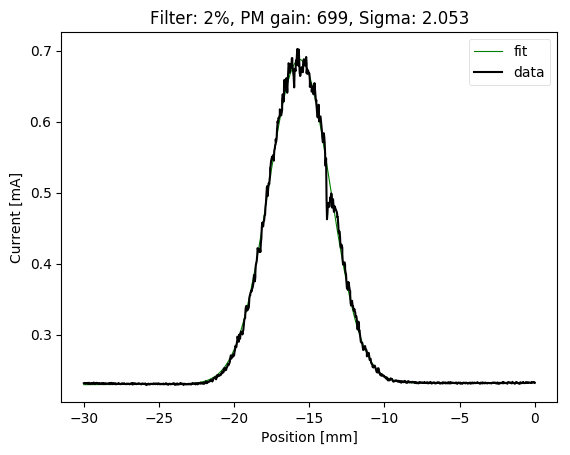 Filter: 2%, PM gain: 699, Sigma: 2.053
fit
data
0.7
0.6
0.5
0.4
0.3
Current [mA]
−30 −25 −20 −15 −10 −5 0
Position [mm]